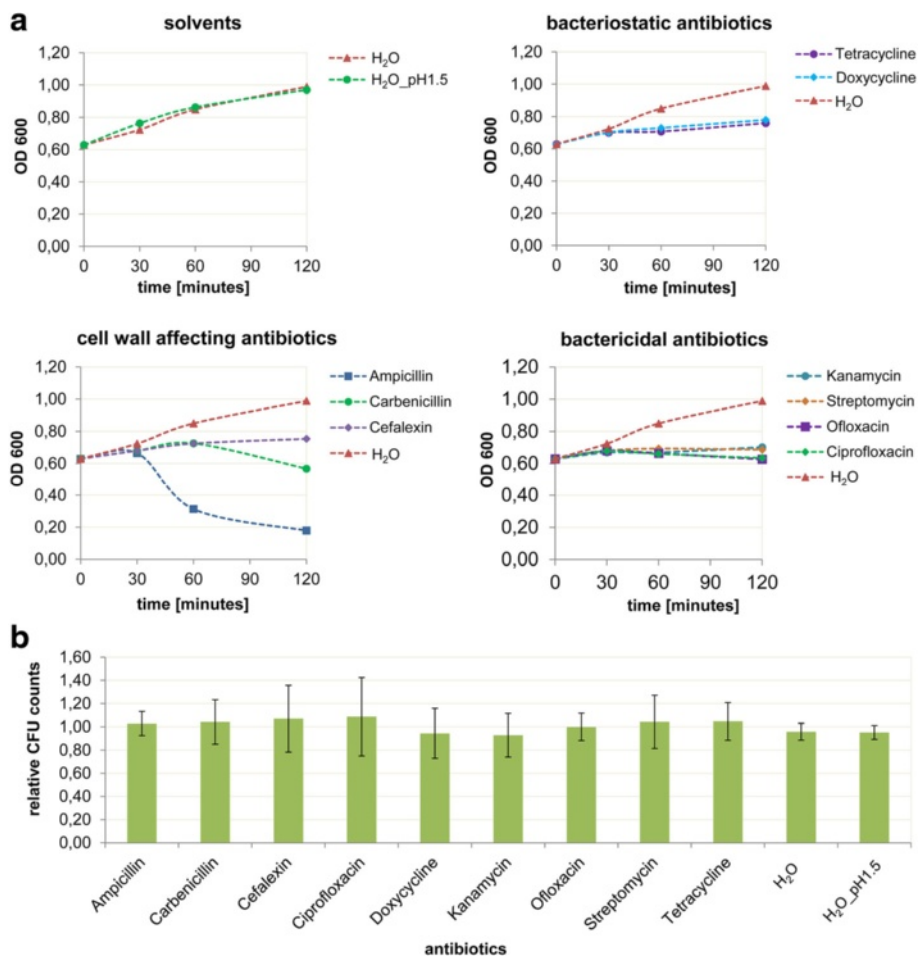 a
solvents
1,20
1,00
0,80
0,60
0,40
0,20
0,00
OD 600
0 30 60 90 120
time [minutes]
H₂O
H₂O_pH1.5
bacteriostatic antibiotics
1,20
1,00
0,80
0,60
0,40
0,20
0,00
OD 600
0 30 60 90 120
time [minutes]
Tetracycline
Doxycycline
H₂O
cell wall affecting antibiotics
1,20
1,00
0,80
0,60
0,40
0,20
0,00
OD 600
0 30 60 90 120
time [minutes]
Ampicillin
Carbenicillin
Cefalexin
H₂O
bactericidal antibiotics
1,20
1,00
0,80
0,60
0,40
0,20
0,00
OD 600
0 30 60 90 120
time [minutes]
Kanamycin
Streptomycin
Ofloxacin
Ciprofloxacin
H₂O
b
1,60
1,40
1,20
1,00
0,80
0,60
0,40
0,20
0,00
relative CFU counts
Ampicillin
Carbenicillin
Cefalexin
Ciprofloxacin
Doxycycline
Kanamycin
Ofloxacin
Streptomycin
Tetracycline
H₂O
H₂O_pH1.5
antibiotics